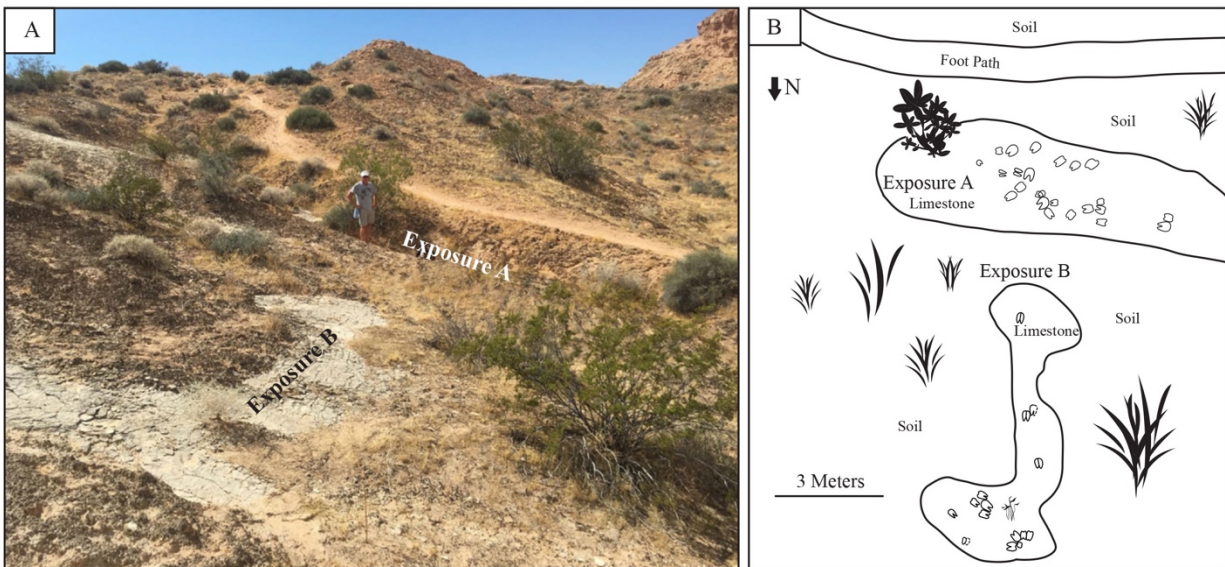 A
Exposure A
Exposure B
B
Soil
Foot Path
N
Soil
Exposure A
Limestone
Exposure B
Limestone
Soil
Soil
3 Meters